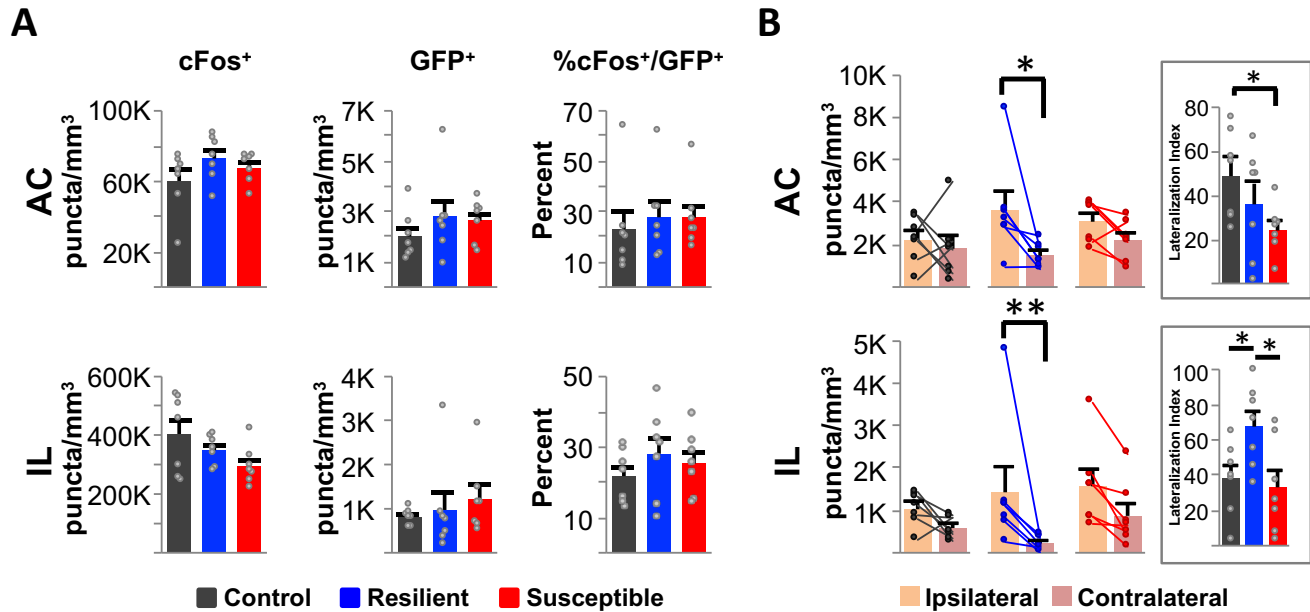 A
B
cFos⁺
GFP⁺
%cFos⁺/GFP⁺
AC
puncta/mm³
100K
60K
20K
7K
5K
3K
1K
Percent
70
50
30
10
AC
puncta/mm³
10K
8K
6K
4K
2K
*
Lateralization Index
80
60
40
20
*
IL
puncta/mm³
600K
400K
200K
4K
2K
1K
puncta/mm³
puncta/mm³
Percent
50
30
10
IL
puncta/mm³
5K
4K
3K
2K
1K
**
Lateralization Index
100
80
60
40
20
* *
Control Resilient Susceptible
Ipsilateral Contralateral